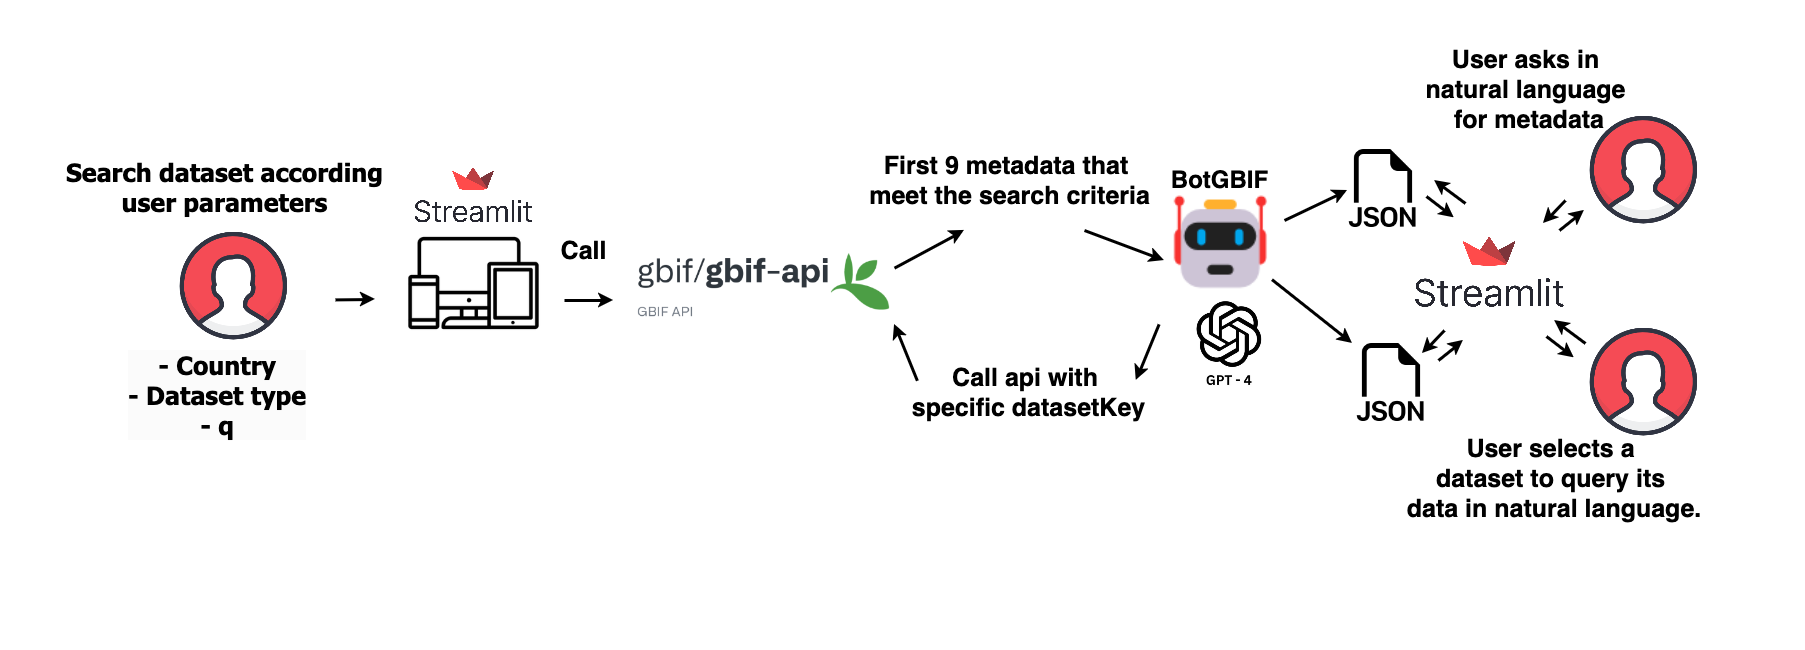 Search dataset according
user parameters
- Country
- Dataset type
- q
Streamlit
Call
gbif/gbif-api
GBIF API
First 9 metadata that
meet the search criteria
Call api with
specific datasetKey
BotGBIF
GPT - 4
JSON
JSON
User asks in
natural language
for metadata
Streamlit
User selects a
dataset to query its
data in natural language.